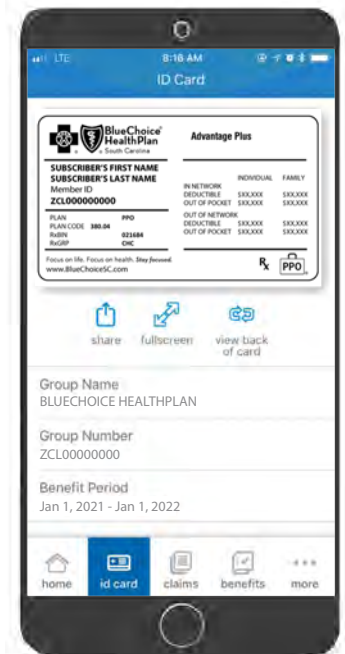 LTE 8:16 AM
ID Card
BlueChoice®
HealthPlan
South Carolina
Advantage Plus
SUBSCRIBER'S FIRST NAME
SUBSCRIBER'S LAST NAME
Member ID
ZCL000000000
PLAN PPO
PLAN CODE 380.04
RxBIN 021684
RxGRP CHC
INDIVIDUAL FAMILY
IN NETWORK
DEDUCTIBLE $XX,XXX $XX,XXX
OUT OF POCKET $XX,XXX $XX,XXX
OUT OF NETWORK
DEDUCTIBLE $XX,XXX $XX,XXX
OUT OF POCKET $XX,XXX $XX,XXX
Focus on life. Focus on health. Stay focused.
www.BlueChoiceSC.com
Rx PPO
share fullscreen view back
of card
Group Name
BLUECHOICE HEALTHPLAN
Group Number
ZCL00000000
Benefit Period
Jan 1, 2021 - Jan 1, 2022
home id card claims benefits more